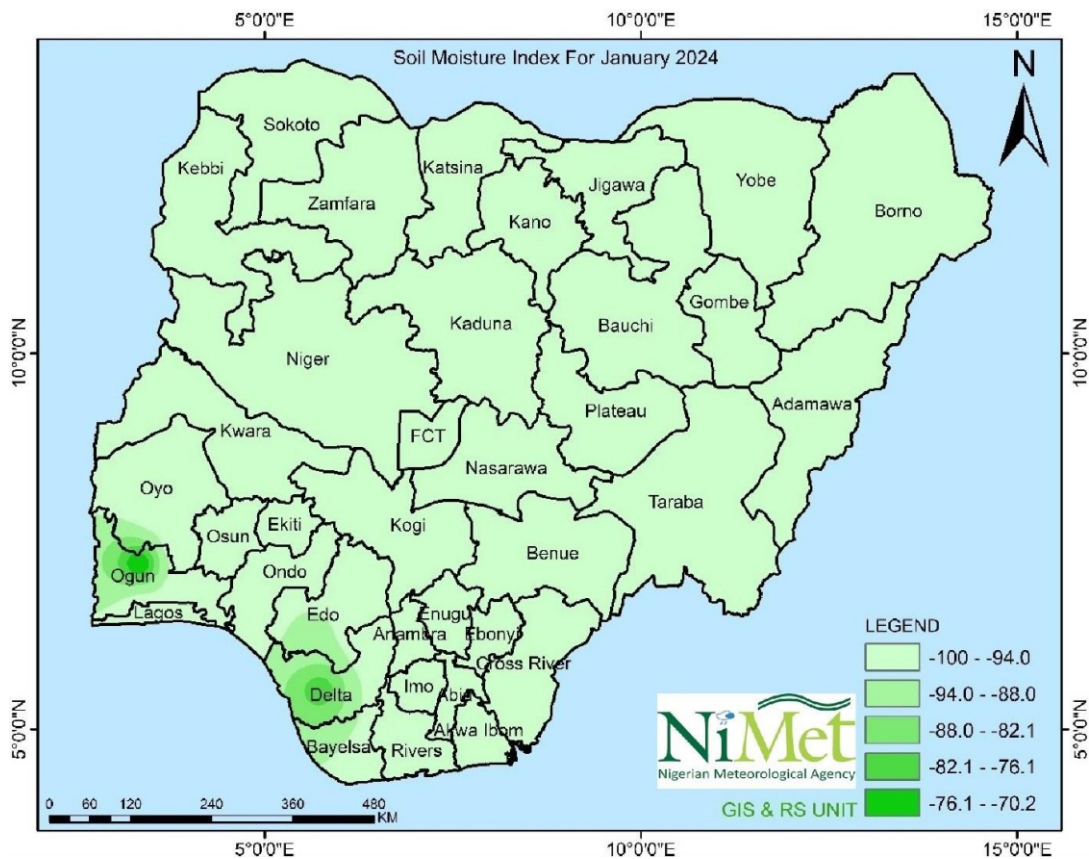 5°0'0"E 10°0'0"E 15°0'0"E
Soil Moisture Index For January 2024
N
Sokoto
Kebbi
Katsina
Zamfara
Jigawa
Yobe
Kano
Borno
10°0'0"N
Gombe
Kaduna
Bauchi
10°0'0"N
Niger
Adamawa
Plateau
Kwara
FCT
Nasarawa
Oyo
Taraba
Kogi
Ekiti
Osun
Benue
Ogun
Ondo
Lagos
Edo
Enugu
Anambra
Ebonyi
Cross River
Imo
Abia
Delta
5°0'0"N
Akwa Ibom
Bayelsa
Rivers
5°0'0"N
LEGEND
-100 - -94.0
-94.0 - -88.0
-88.0 - -82.1
-82.1 - -76.1
-76.1 - -70.2
NiMet
Nigerian Meteorological Agency
GIS & RS UNIT
0 60 120 240 360 480
KM
5°0'0"E 10°0'0"E 15°0'0"E